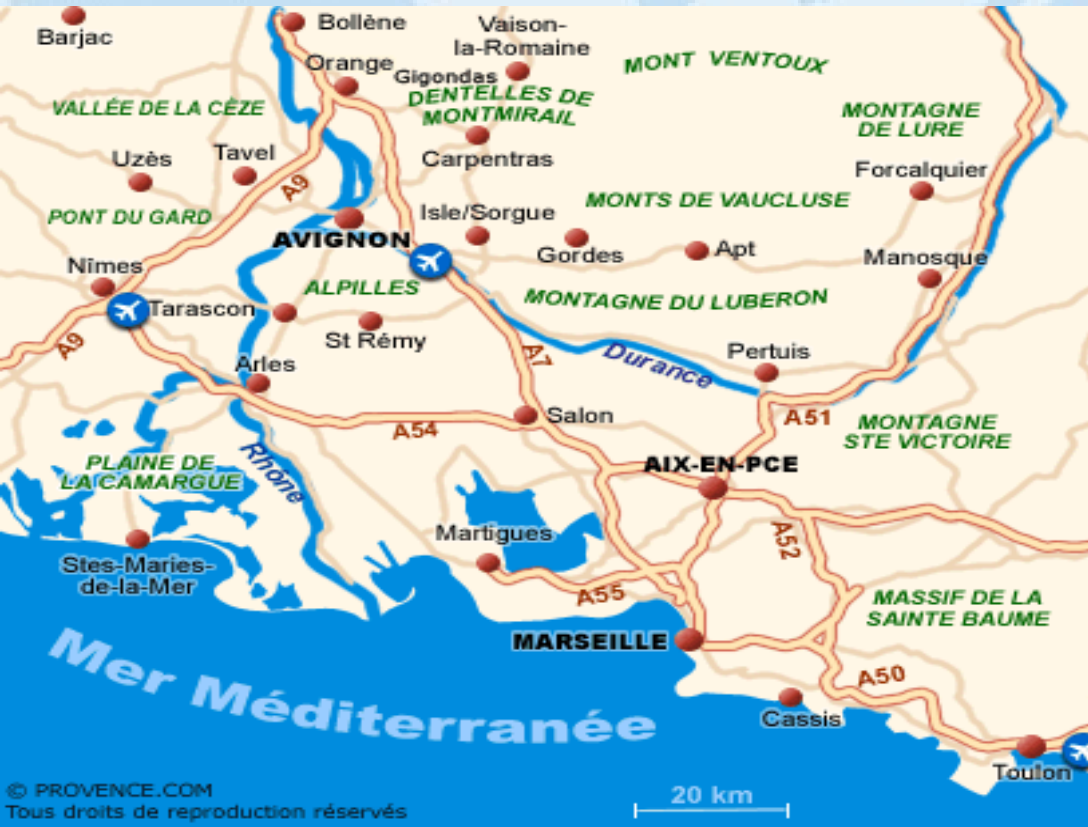 Barjac
Bollène
Vaison-
la-Romaine
MONT VENTOUX
Orange
Gigondas
DENTELLES DE
MONTMIRAIL
VALLÉE DE LA CÈZE
MONTAGNE
DE LURE
Uzès
Tavel
A9
Carpentras
Forcalquier
PONT DU GARD
AVIGNON
Isle/Sorgue
MONTS DE VAUCLUSE
Gordes
Apt
Manosque
Nîmes
ALPILLES
MONTAGNE DU LUBERON
Tarascon
St Rémy
A9
Arles
A7
Durance
Pertuis
A54
Salon
A51
MONTAGNE
STE VICTOIRE
PLAINE DE
LA CAMARGUE
Rhône
AIX-EN-PCE
Martigues
A52
Stes-Maries-
de-la-Mer
A55
MASSIF DE LA
SAINTE BAUME
MARSEILLE
Mer Méditerranée
A50
Cassis
Toulon
© PROVENCE.COM
Tous droits de reproduction réservés
20 km